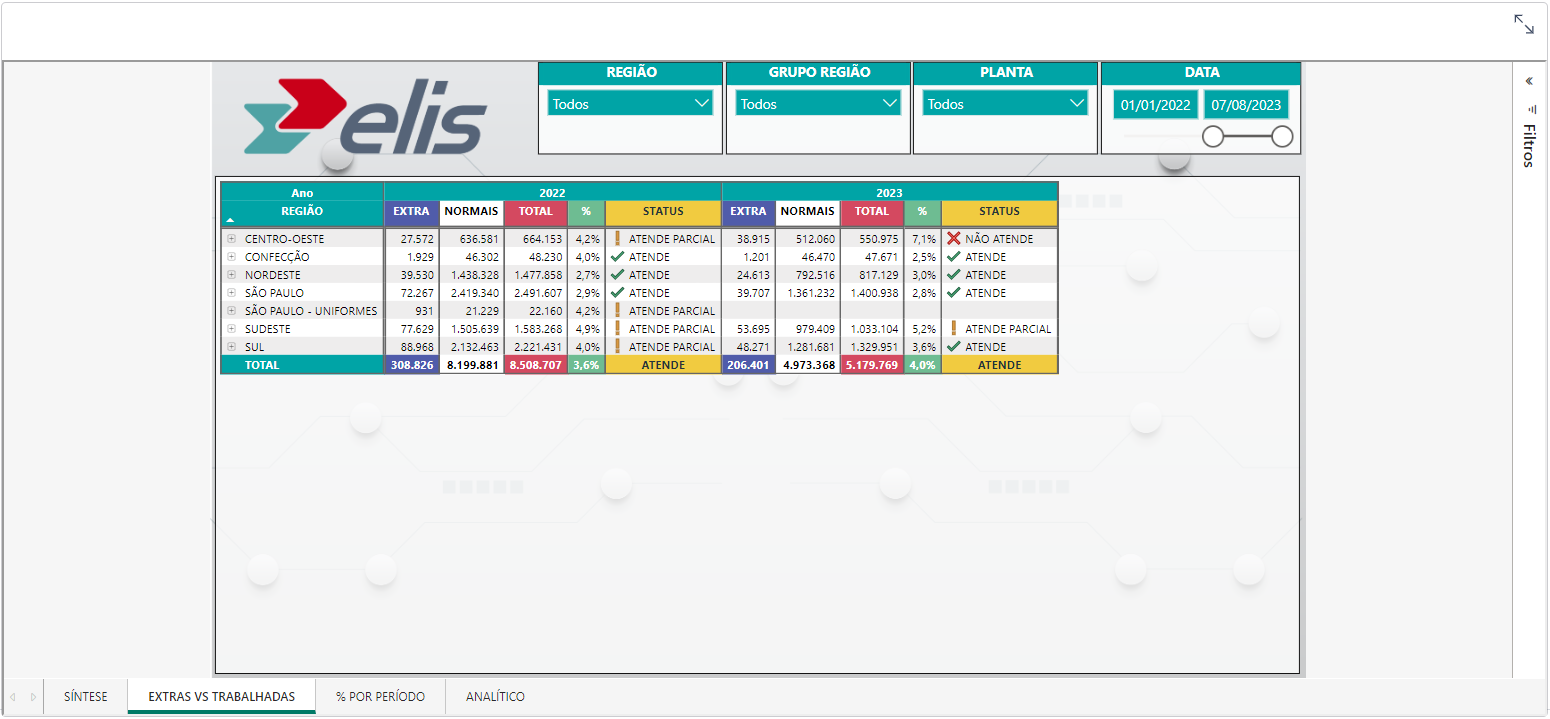 elis
REGIÃO GRUPO REGIÃO PLANTA DATA
Todos Todos Todos 01/01/2022 07/08/2023
Filtros
Ano 2022 2023
REGIÃO EXTRA NORMAIS TOTAL % STATUS EXTRA NORMAIS TOTAL % STATUS
CENTRO-OESTE 27.572 636.581 664.153 4,2% ATENDE PARCIAL 38.915 512.060 550.975 7,1% NÃO ATENDE
CONFECÇÃO 1.929 46.302 48.230 4,0% ATENDE 1.201 46.470 47.671 2,5% ATENDE
NORDESTE 39.530 1.438.328 1.477.858 2,7% ATENDE 24.613 792.516 817.129 3,0% ATENDE
SÃO PAULO 72.267 2.419.340 2.491.607 2,9% ATENDE 39.707 1.361.232 1.400.938 2,8% ATENDE
SÃO PAULO - UNIFORMES 931 21.229 22.160 4,2% ATENDE PARCIAL
SUDESTE 77.629 1.505.639 1.583.268 4,9% ATENDE PARCIAL 53.695 979.409 1.033.104 5,2% ATENDE PARCIAL
SUL 88.968 2.132.463 2.221.431 4,0% ATENDE PARCIAL 48.271 1.281.681 1.329.951 3,6% ATENDE
TOTAL 308.826 8.199.881 8.508.707 3,6% ATENDE 206.401 4.973.368 5.179.769 4,0% ATENDE
SÍNTESE EXTRAS VS TRABALHADAS % POR PERÍODO ANALÍTICO